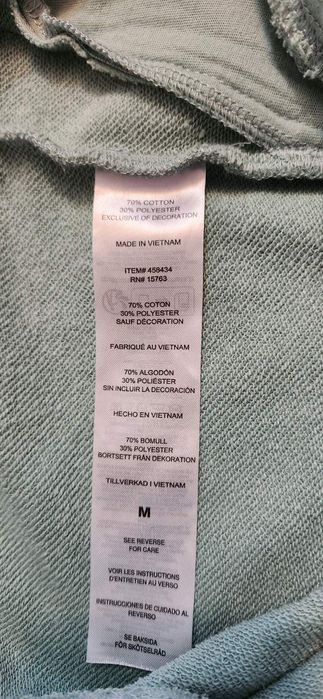 70% COTTON
30% POLYESTER
EXCLUSIVE OF DECORATION
MADE IN VIETNAM
ITEM# 458434
RN# 15763
70% COTON
30% POLYESTER
SAUF DÉCORATION
FABRIQUÉ AU VIETNAM
70% ALGODÓN
30% POLIÉSTER
SIN INCLUIR LA DECORACIÓN
HECHO EN VIETNAM
70% BOMULL
30% POLYESTER
BORTSETT FRÅN DEKORATION
TILLVERKAD I VIETNAM
M
SEE REVERSE
FOR CARE
VOIR LES INSTRUCTIONS
D'ENTRETIEN AU VERSO
INSTRUCCIONES DE CUIDADO AL
REVERSO
SE BAKSIDA
FÖR SKÖTSELRÅD